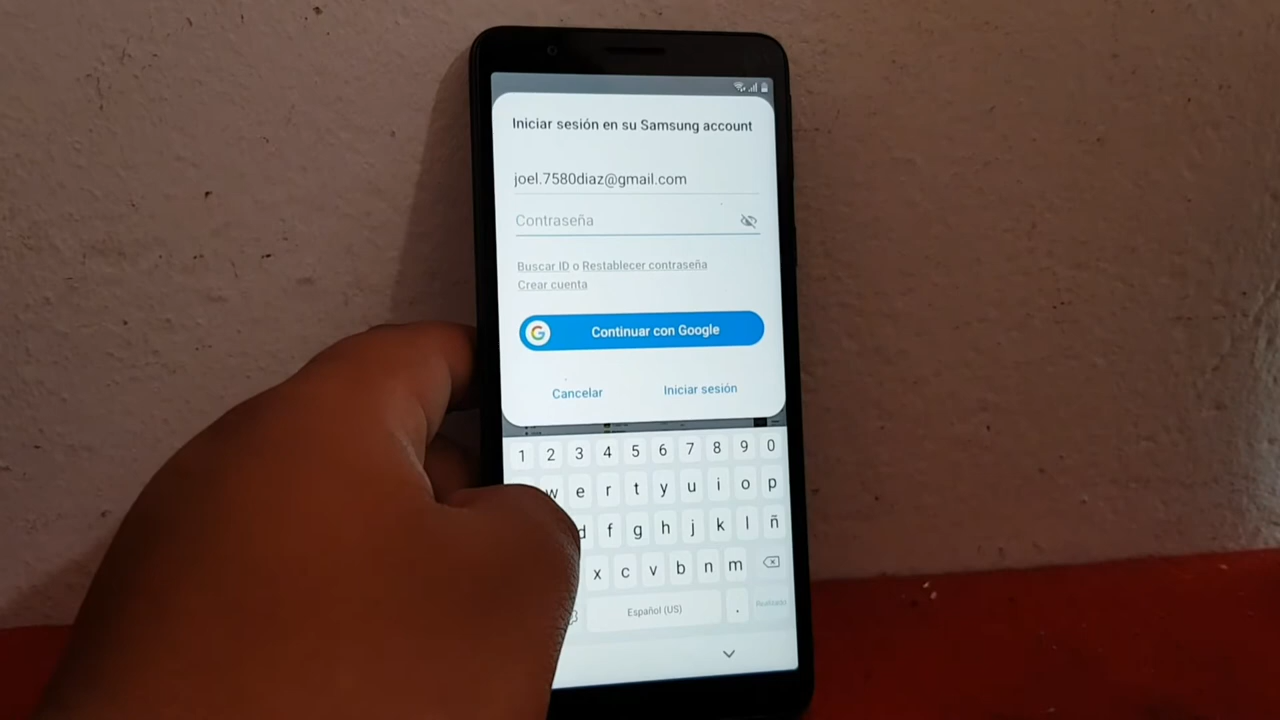 Iniciar sesión en su Samsung account
joel.7580diaz@gmail.com
Contraseña
Buscar ID o Restablecer contraseña
Crear cuenta
G Continuar con Google
Cancelar Iniciar sesión
1 2 3 4 5 6 7 8 9 0
w e r t y u i o p
d f g h j k l ñ
x c v b n m
Español (US) . Realizado